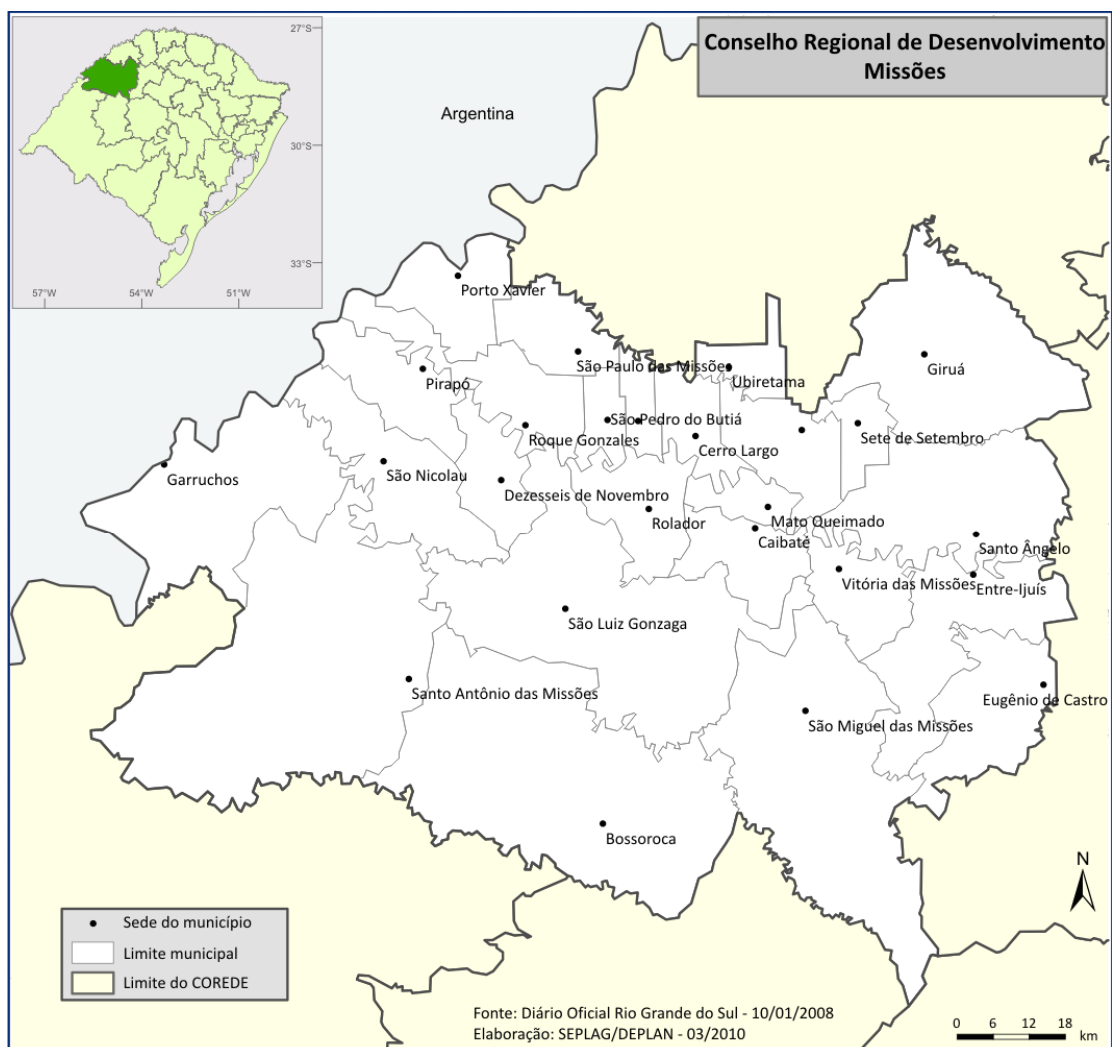 Conselho Regional de Desenvolvimento
Missões
27°S
30°S
33°S
57°W
54°W
51°W
Argentina
Porto Xavier
São Paulo das Missões
Pirapó
Ubiretama
Giruá
São Pedro do Butiá
Roque Gonzales
Cerro Largo
Sete de Setembro
Garruchos
São Nicolau
Dezesseis de Novembro
Rolador
Mato Queimado
Caibaté
Santo Ângelo
Vitória das Missões
Entre-Ijuís
São Luiz Gonzaga
Santo Antônio das Missões
Eugênio de Castro
São Miguel das Missões
Bossoroca
N
Sede do município
Limite municipal
Limite do COREDE
Fonte: Diário Oficial Rio Grande do Sul - 10/01/2008
Elaboração: SEPLAG/DEPLAN - 03/2010
0 6 12 18
km